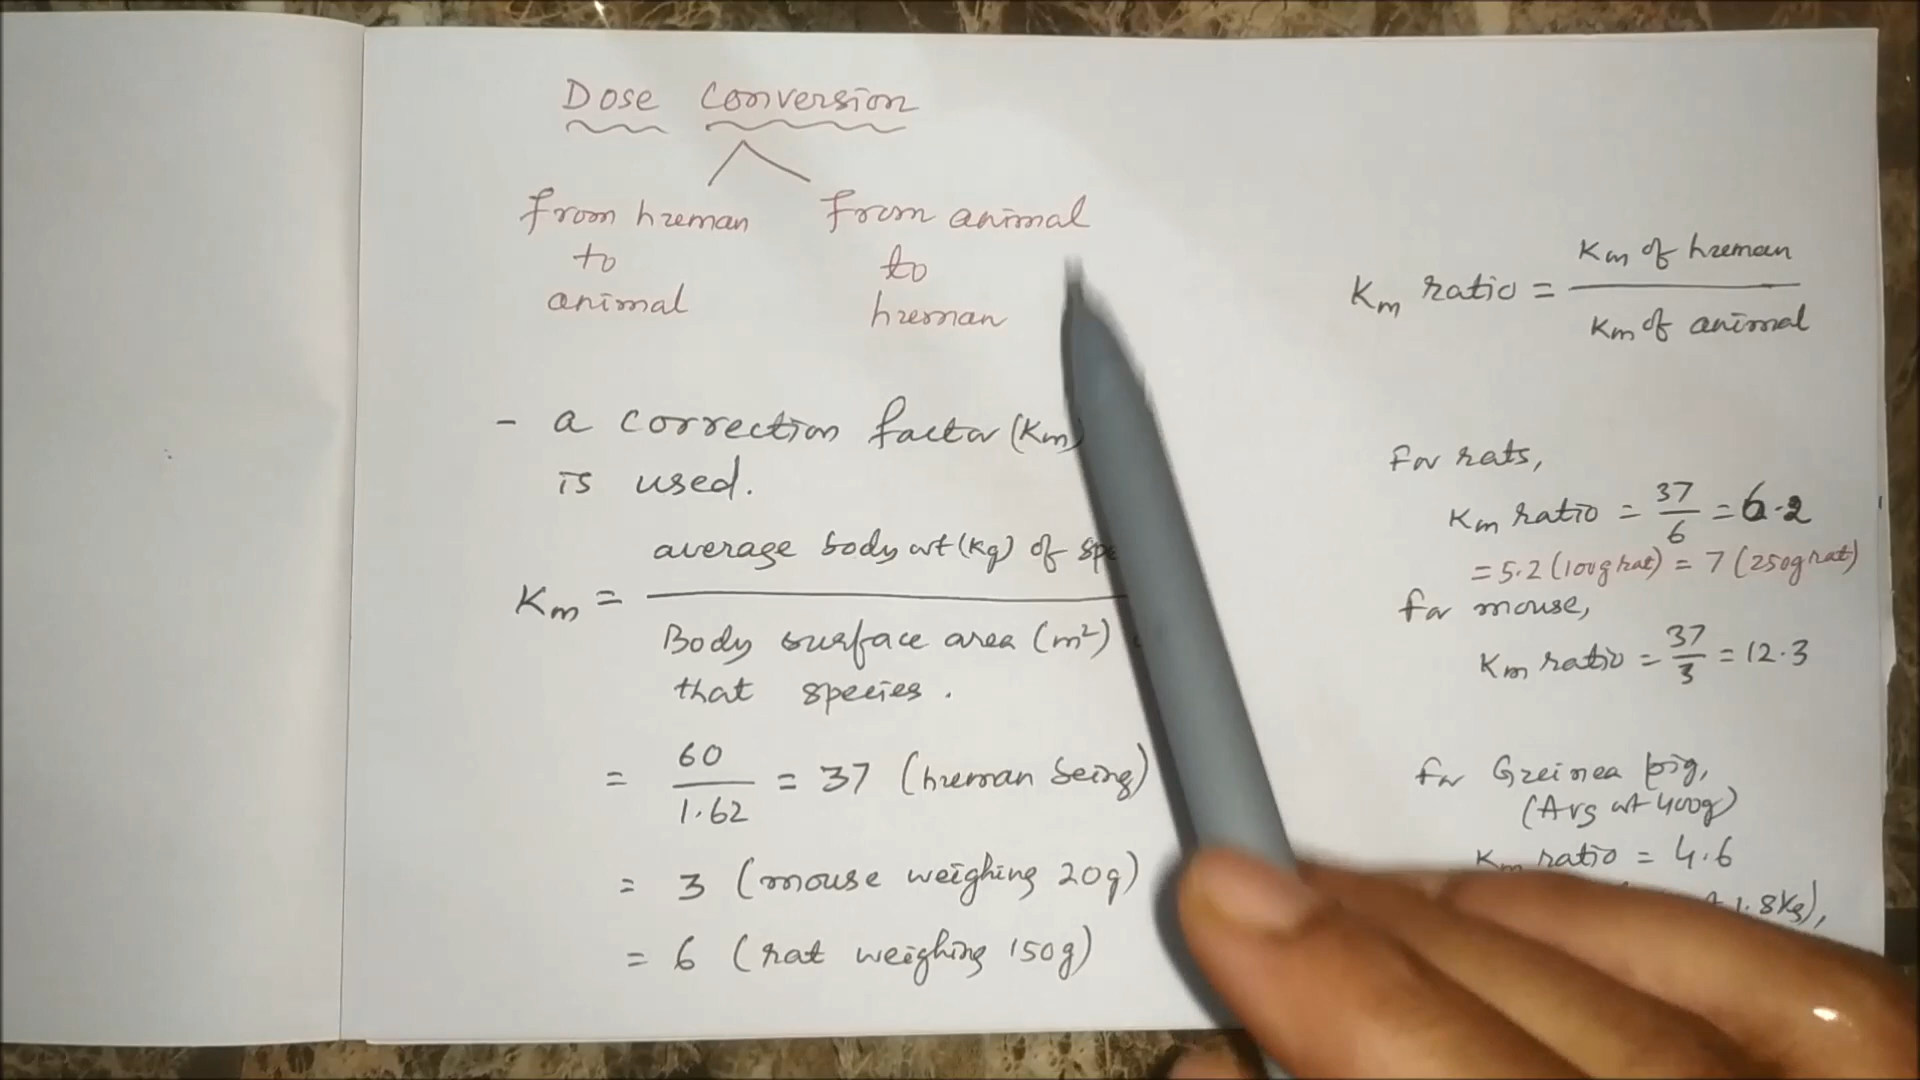 Dose Conversion
From human
to
animal
From animal
to
human
- a correction factor (Km)
is used.
average body wt (kg) of
Km =
Body surface area (m²)
that species.
= 60 / 1.62 = 37 (human being)
= 3 (mouse weighing 20g)
= 6 (rat weighing 150g)
Km ratio = Km of human / Km of animal
For rats,
Km ratio = 37 / 6 = 6.2
= 5.2 (100g rat) = 7 (250g rat)
For mouse,
Km ratio = 37 / 3 = 12.3
For Guinea pig,
(Avg wt 400g)
Km ratio = 4.6
1.8kg),